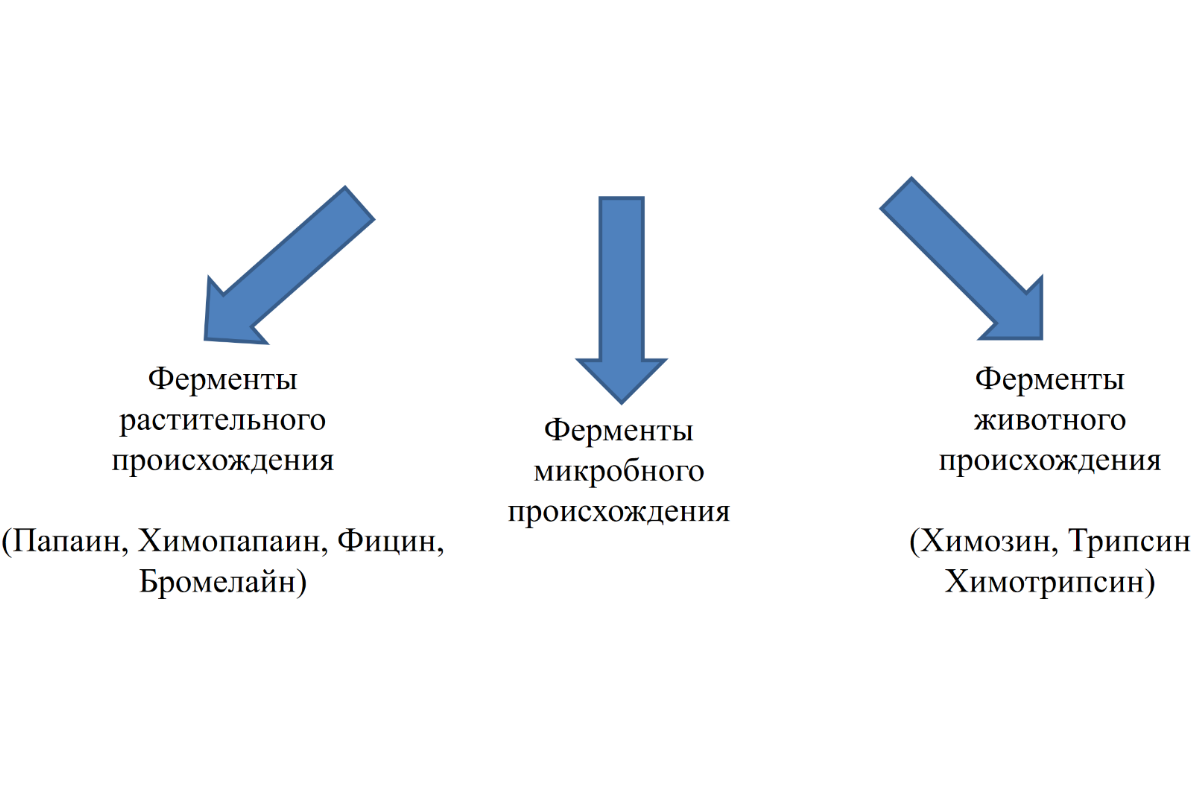 Ферменты
растительного
происхождения
(Папаин, Химопапаин, Фицин,
Бромелайн)
Ферменты
микробного
происхождения
Ферменты
животного
происхождения
(Химозин, Трипсин
Химотрипсин)